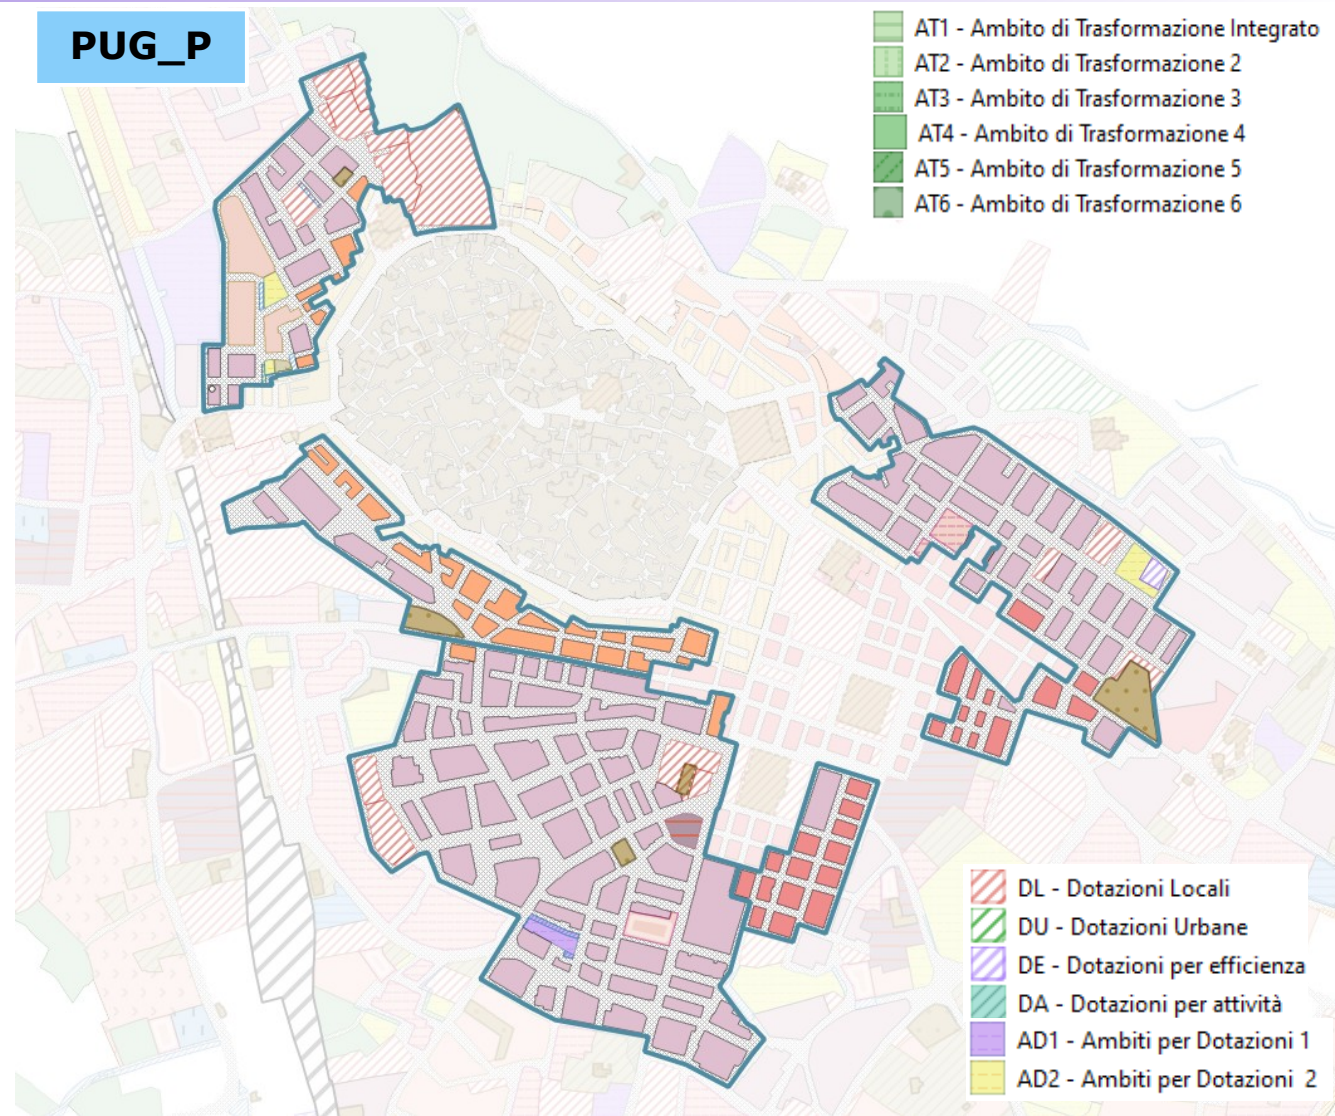 PUG_P
AT1 - Ambito di Trasformazione Integrato
AT2 - Ambito di Trasformazione 2
AT3 - Ambito di Trasformazione 3
AT4 - Ambito di Trasformazione 4
AT5 - Ambito di Trasformazione 5
AT6 - Ambito di Trasformazione 6
DL - Dotazioni Locali
DU - Dotazioni Urbane
DE - Dotazioni per efficienza
DA - Dotazioni per attività
AD1 - Ambiti per Dotazioni 1
AD2 - Ambiti per Dotazioni 2